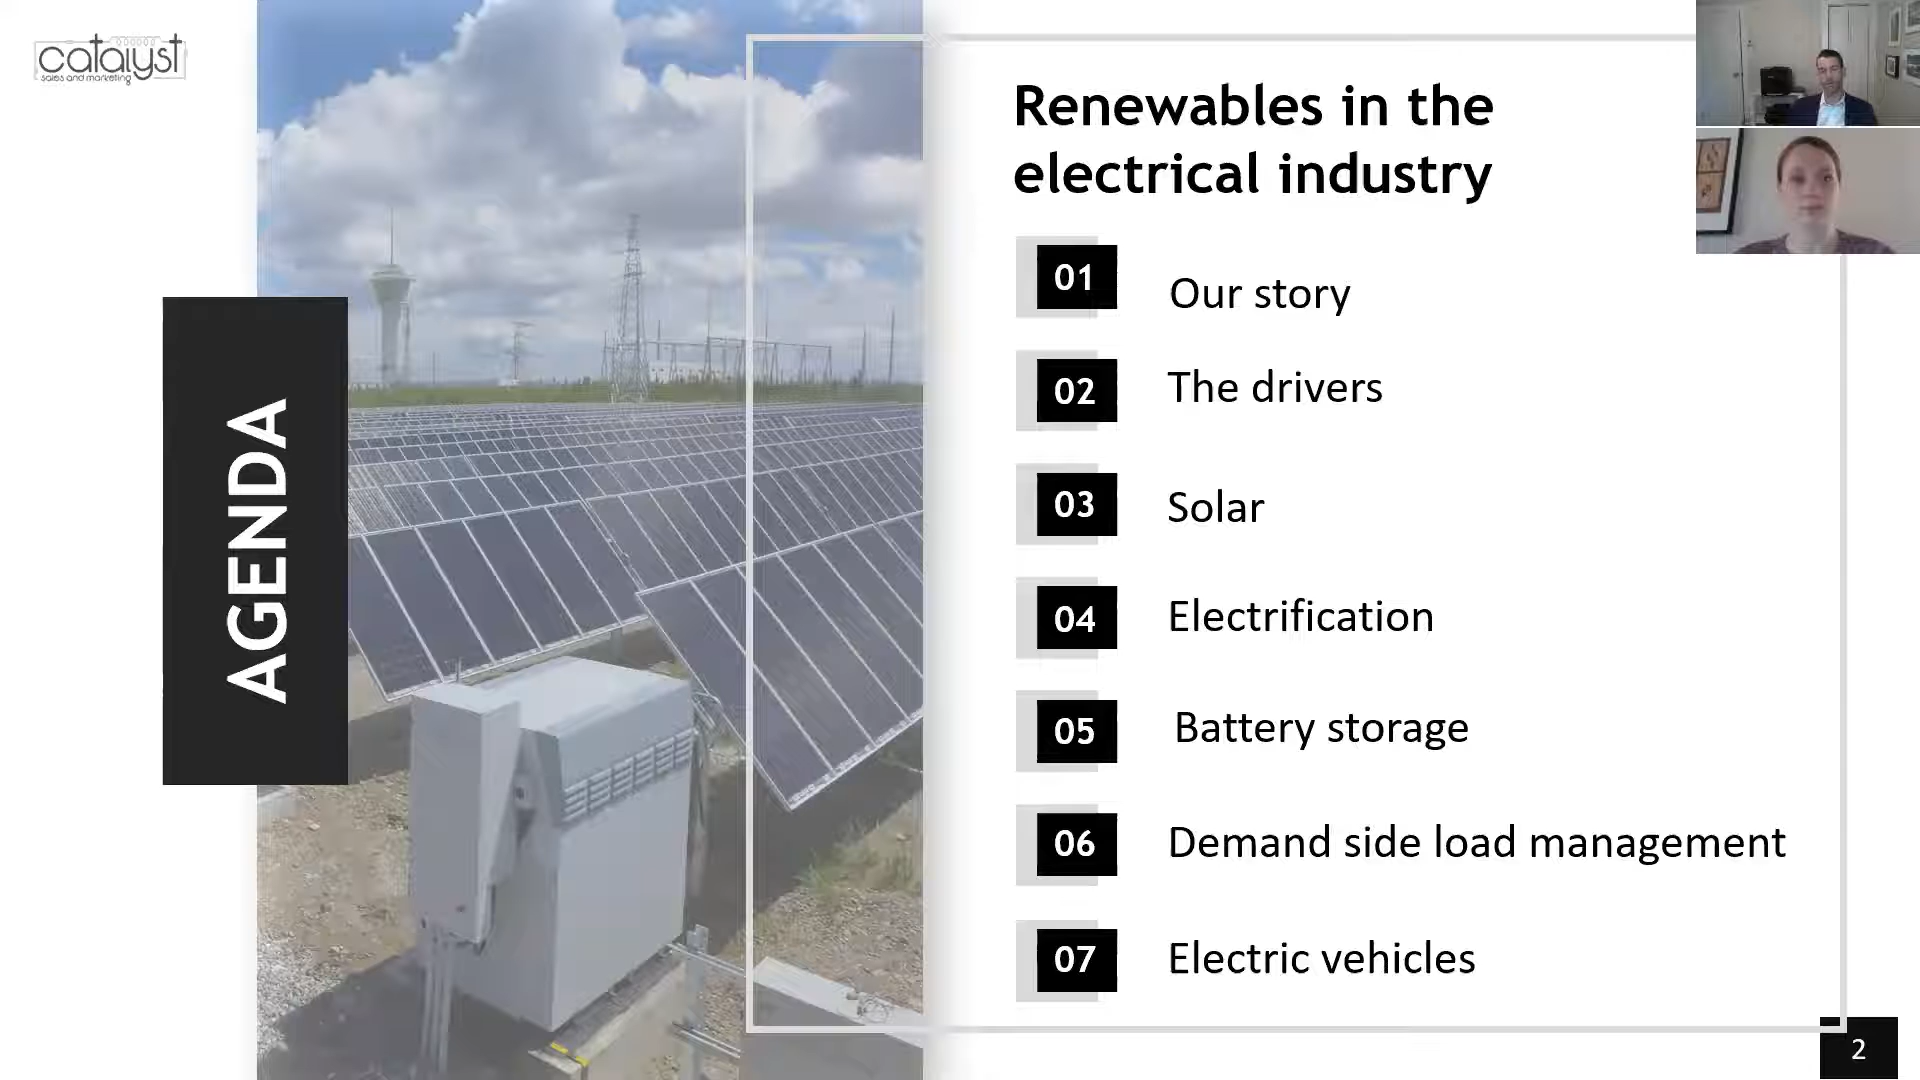 catalyst
sales and marketing
AGENDA
Renewables in the
electrical industry
01 Our story
02 The drivers
03 Solar
04 Electrification
05 Battery storage
06 Demand side load management
07 Electric vehicles
2